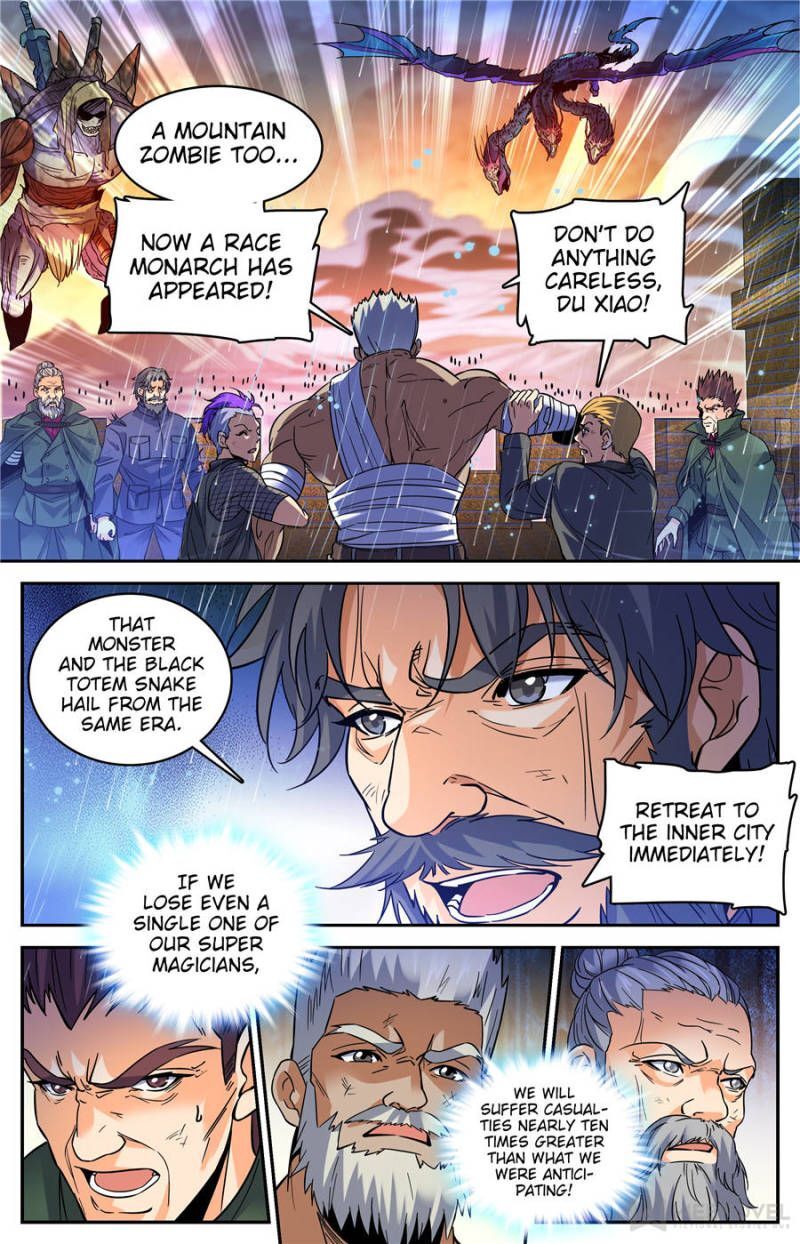 A MOUNTAIN
ZOMBIE TOO...
NOW A RACE
MONARCH HAS
APPEARED!
DON'T DO
ANYTHING
CARELESS,
DU XIAO!
THAT
MONSTER
AND THE BLACK
TOTEM SNAKE
HAIL FROM THE
SAME ERA.
RETREAT TO
THE INNER CITY
IMMEDIATELY!
IF WE
LOSE EVEN A
SINGLE ONE OF
OUR SUPER
MAGICIANS,
WE WILL
SUFFER CASUAL-
TIES NEARLY TEN
TIMES GREATER
THAN WHAT WE
WERE ANTICI-
PATING!